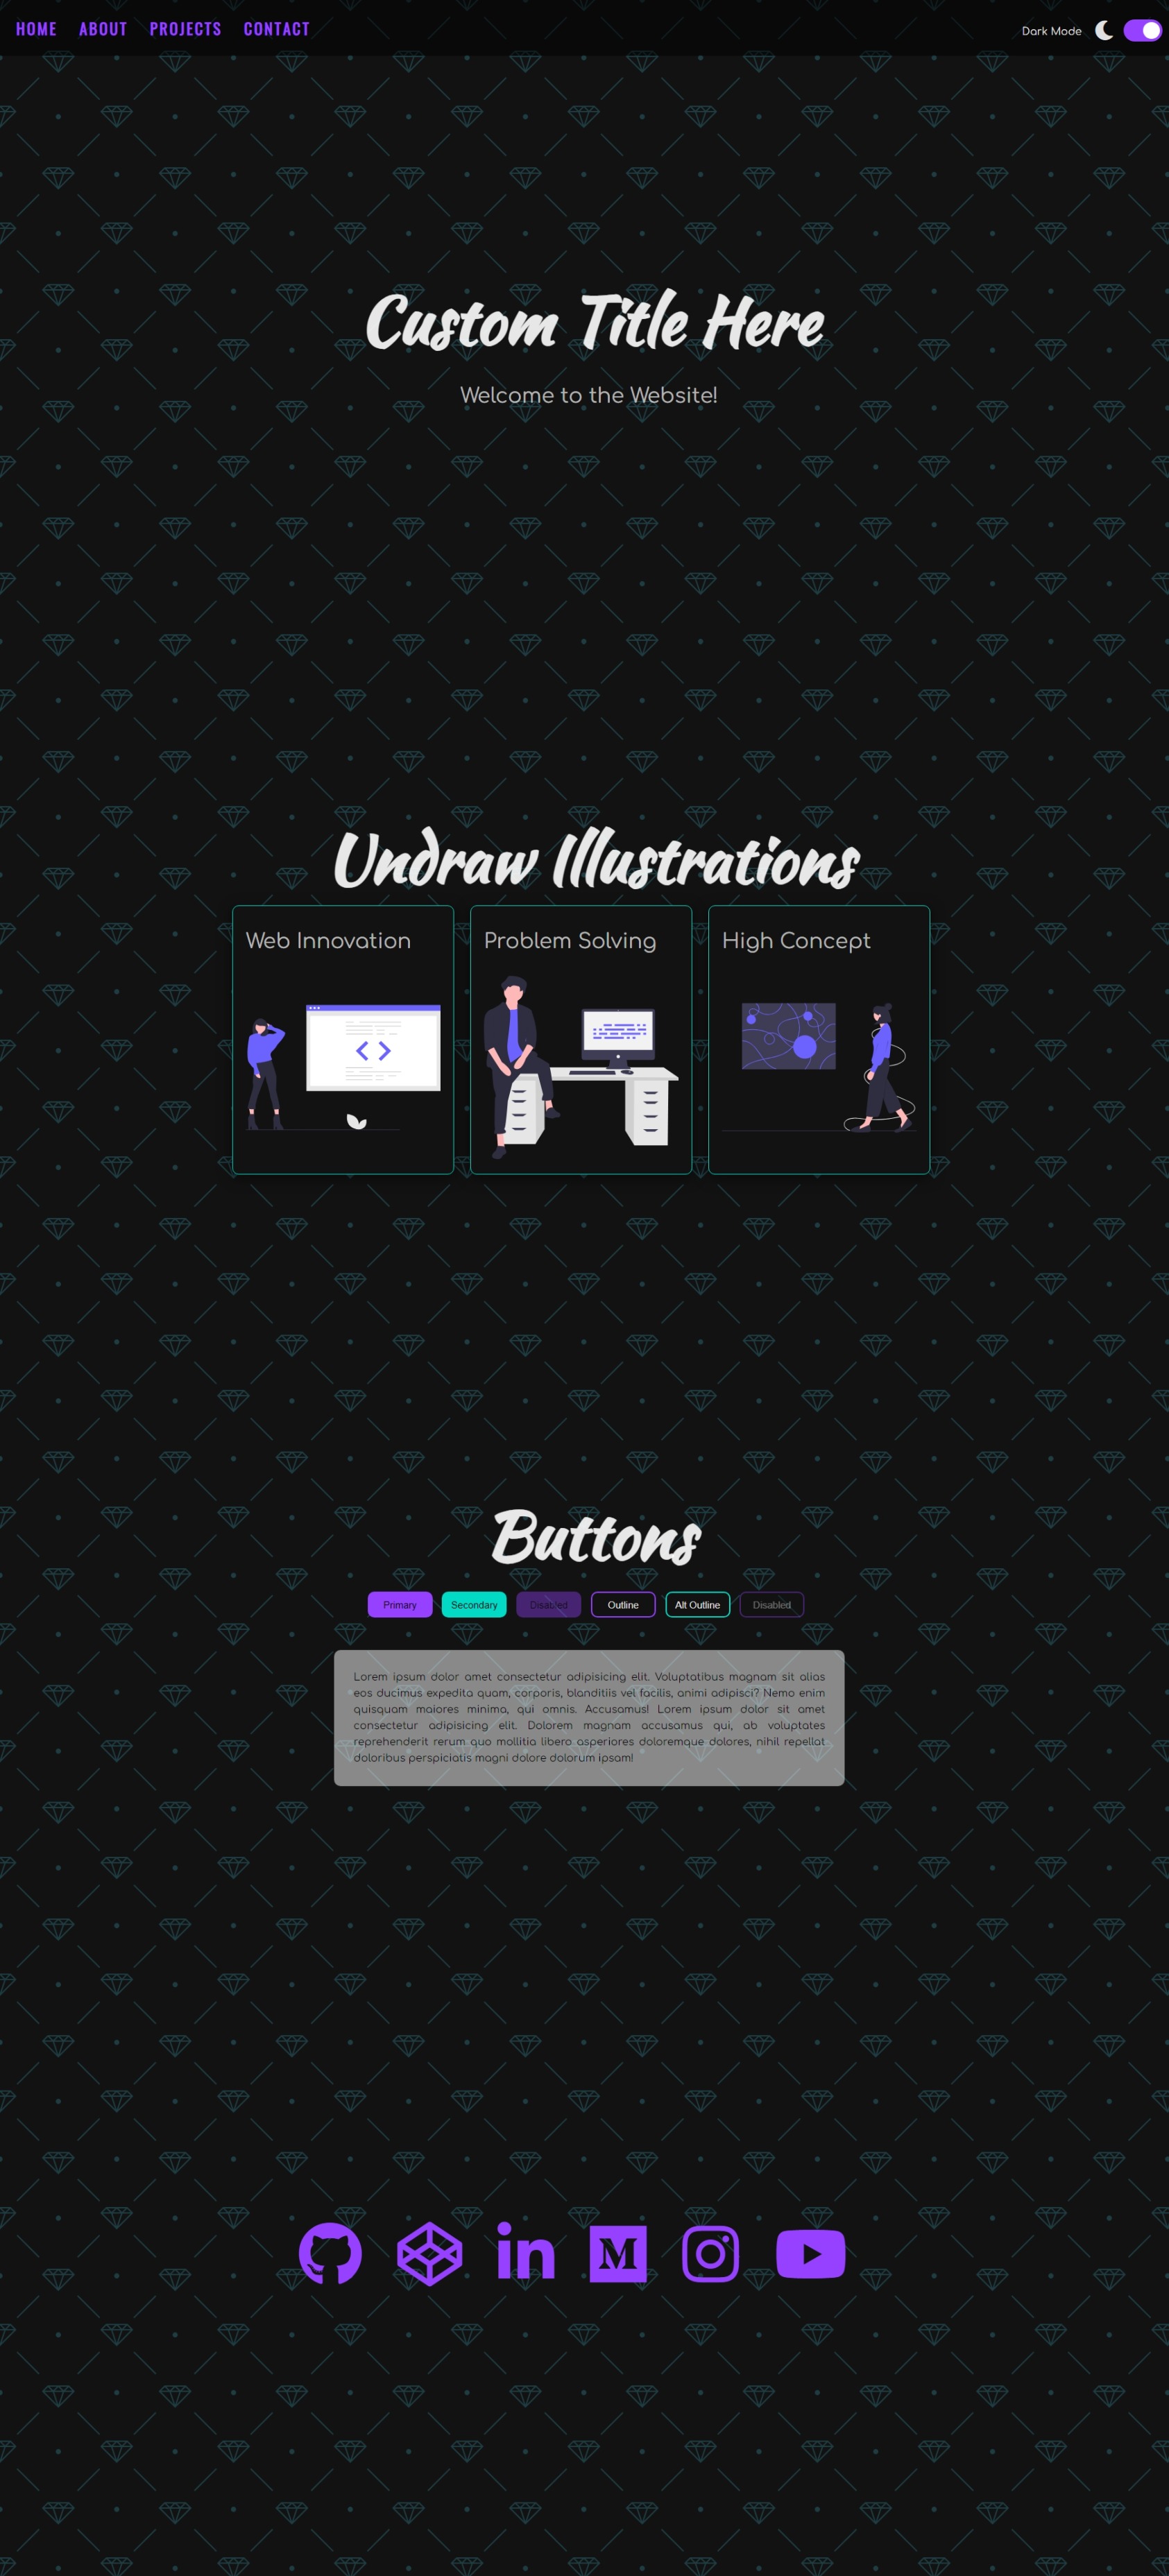 HOME ABOUT PROJECTS CONTACT Dark Mode
Custom Title Here
Welcome to the Website!
Undraw Illustrations
Web Innovation Problem Solving High Concept
Buttons
Primary Secondary Disabled Outline Alt Outline Disabled
Lorem ipsum dolor amet consectetur adipisicing elit. Voluptatibus magnam sit alias
eos ducimus expedita quam, corporis, blanditiis vel facilis, animi adipisci? Nemo enim
quisquam maiores minima, qui omnis. Accusamus! Lorem ipsum dolor sit amet
consectetur adipisicing elit. Dolorem magnam accusamus qui, ab voluptates
reprehenderit rerum quo mollitia libero asperiores doloremque dolores, nihil repellat
doloribus perspiciatis magni dolore dolorum ipsam!